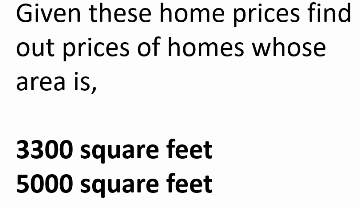 Given these home prices find
out prices of homes whose
area is,
3300 square feet
5000 square feet